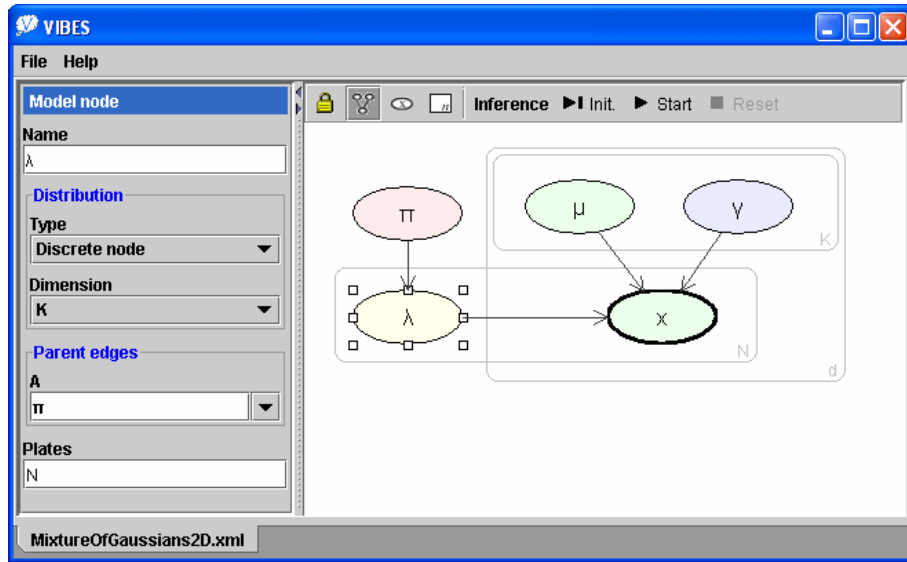 VIBES
File Help
Model node
Name
λ
Distribution
Type
Discrete node
Dimension
K
Parent edges
A
π
Plates
N
MixtureOfGaussians2D.xml
x n Inference Init. Start Reset
π μ γ
K
λ x
N
d